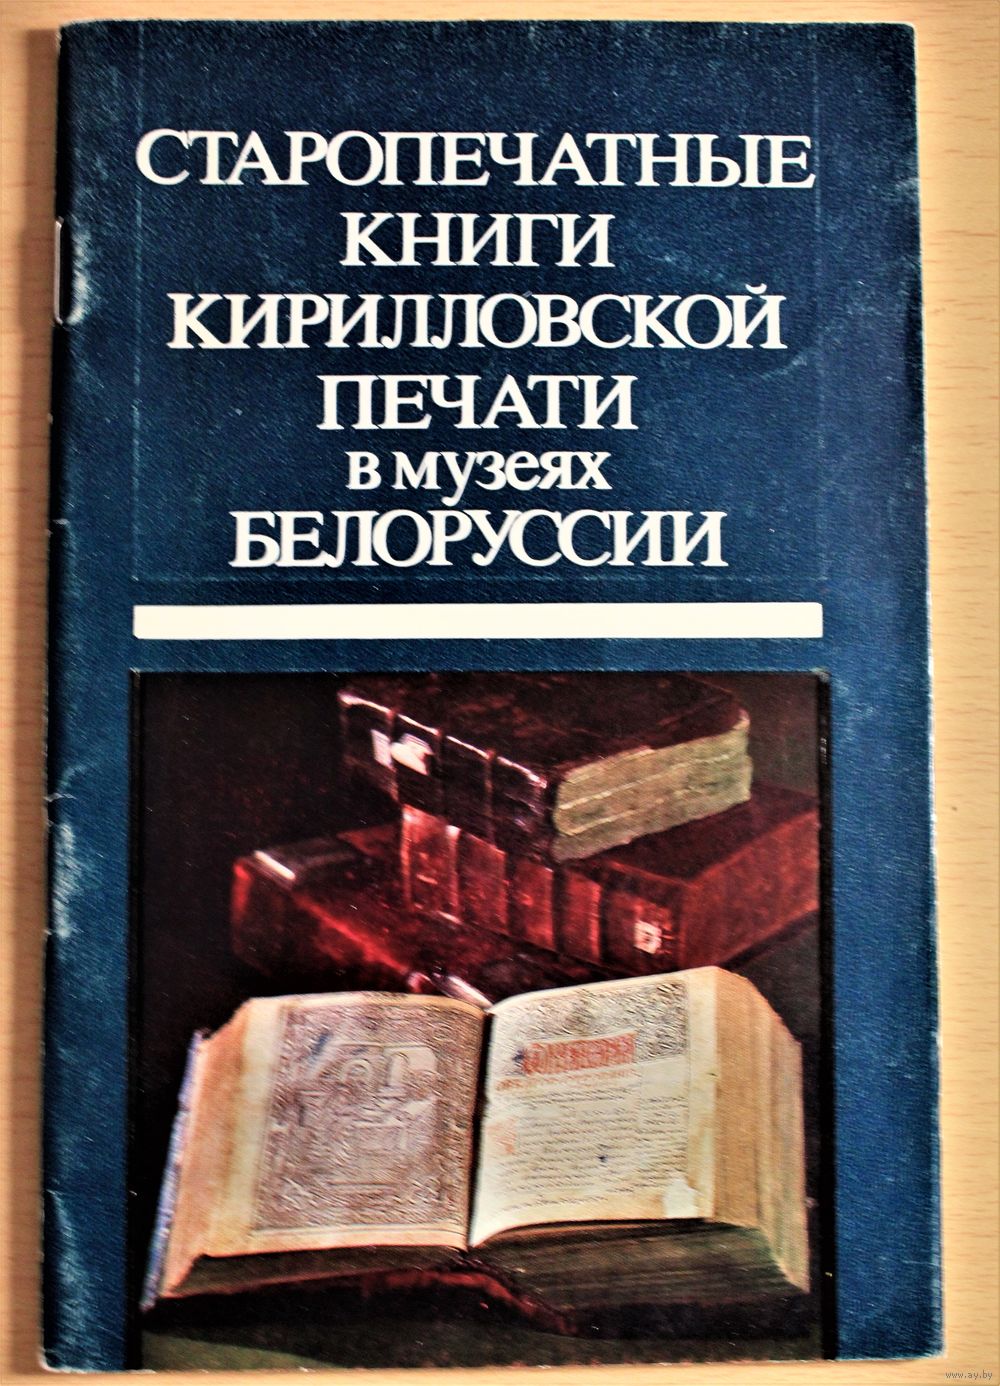 СТАРОПЕЧАТНЫЕ
КНИГИ
КИРИЛЛОВСКОЙ
ПЕЧАТИ
в музеях
БЕЛОРУССИИ
www.ay.by